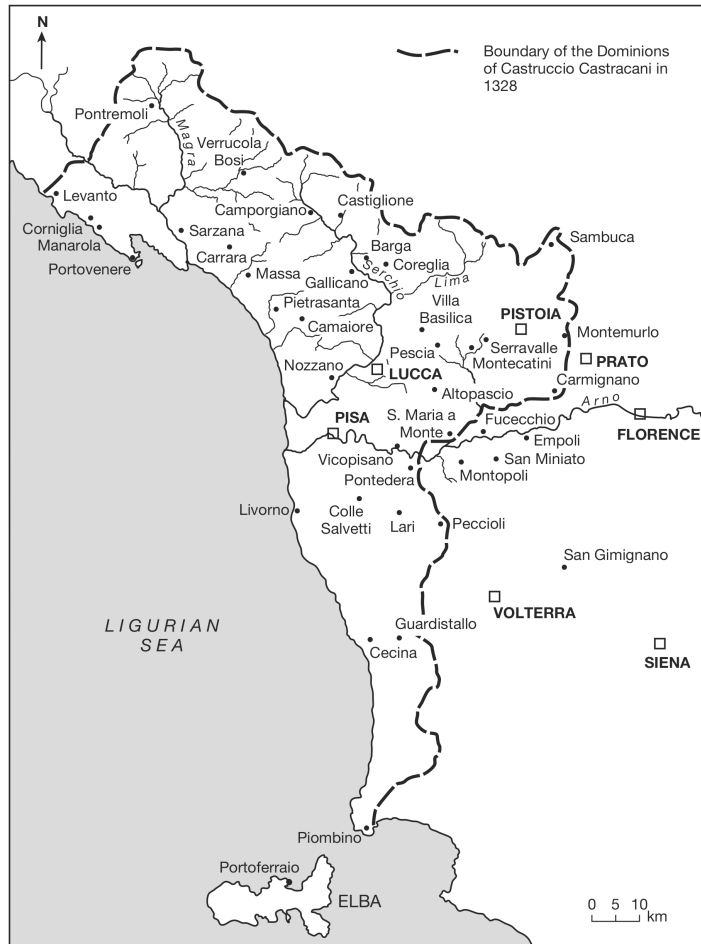 N
Boundary of the Dominions
of Castruccio Castracani in
1328
Pontremoli
Magra
Verrucola
Bosi
Levanto
Camporgiano
Castiglione
Corniglia
Manarola
Sarzana
Carrara
Portovenere
Barga
Coreglia
Sambuca
Serchio
Lima
Massa
Gallicano
Villa
Basilica
PISTOIA
Pietrasanta
Camaiore
Montemurlo
Pescia
Serravalle
Montecatini
PRATO
Nozzano
LUCCA
Altopascio
Carmignano
Arno
PISA
S. Maria a
Monte
Fucecchio
FLORENCE
Empoli
Vicopisano
San Miniato
Pontedera
Montopoli
Livorno
Colle
Salvetti
Lari
Peccioli
San Gimignano
VOLTERRA
LIGURIAN
SEA
Guardistallo
Cecina
SIENA
Piombino
Portoferraio
ELBA
0 5 10
km